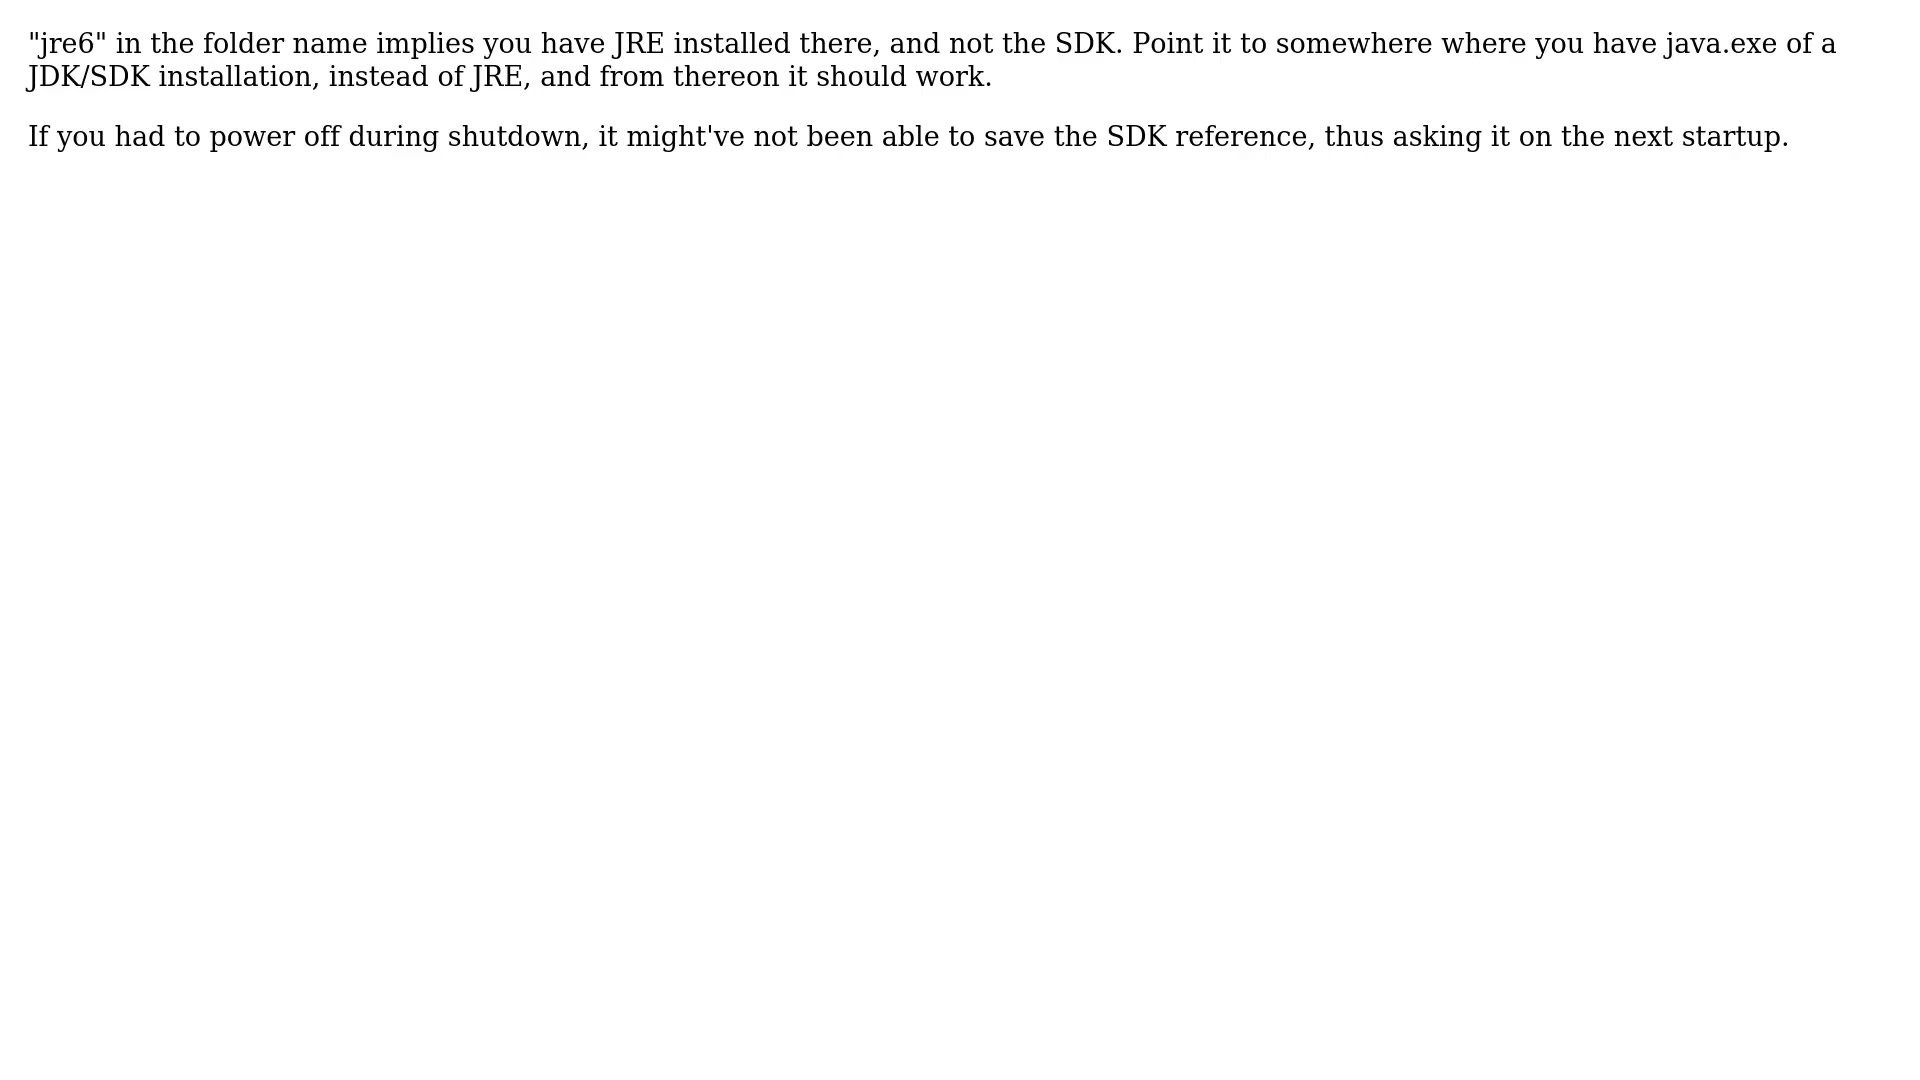 "jre6" in the folder name implies you have JRE installed there, and not the SDK. Point it to somewhere where you have java.exe of a
JDK/SDK installation, instead of JRE, and from thereon it should work.
If you had to power off during shutdown, it might've not been able to save the SDK reference, thus asking it on the next startup.